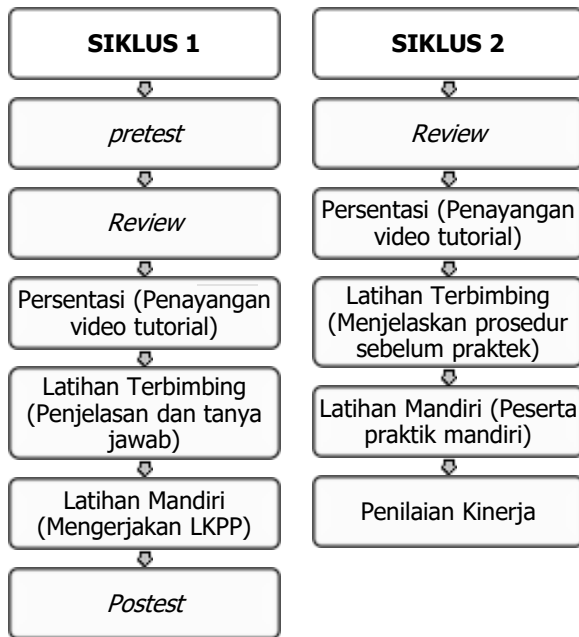 SIKLUS 1
pretest
Review
Persentasi (Penayangan
video tutorial)
Latihan Terbimbing
(Penjelasan dan tanya
jawab)
Latihan Mandiri
(Mengerjakan LKPP)
Postest
SIKLUS 2
Review
Persentasi (Penayangan
video tutorial)
Latihan Terbimbing
(Menjelaskan prosedur
sebelum praktek)
Latihan Mandiri (Peserta
praktik mandiri)
Penilaian Kinerja